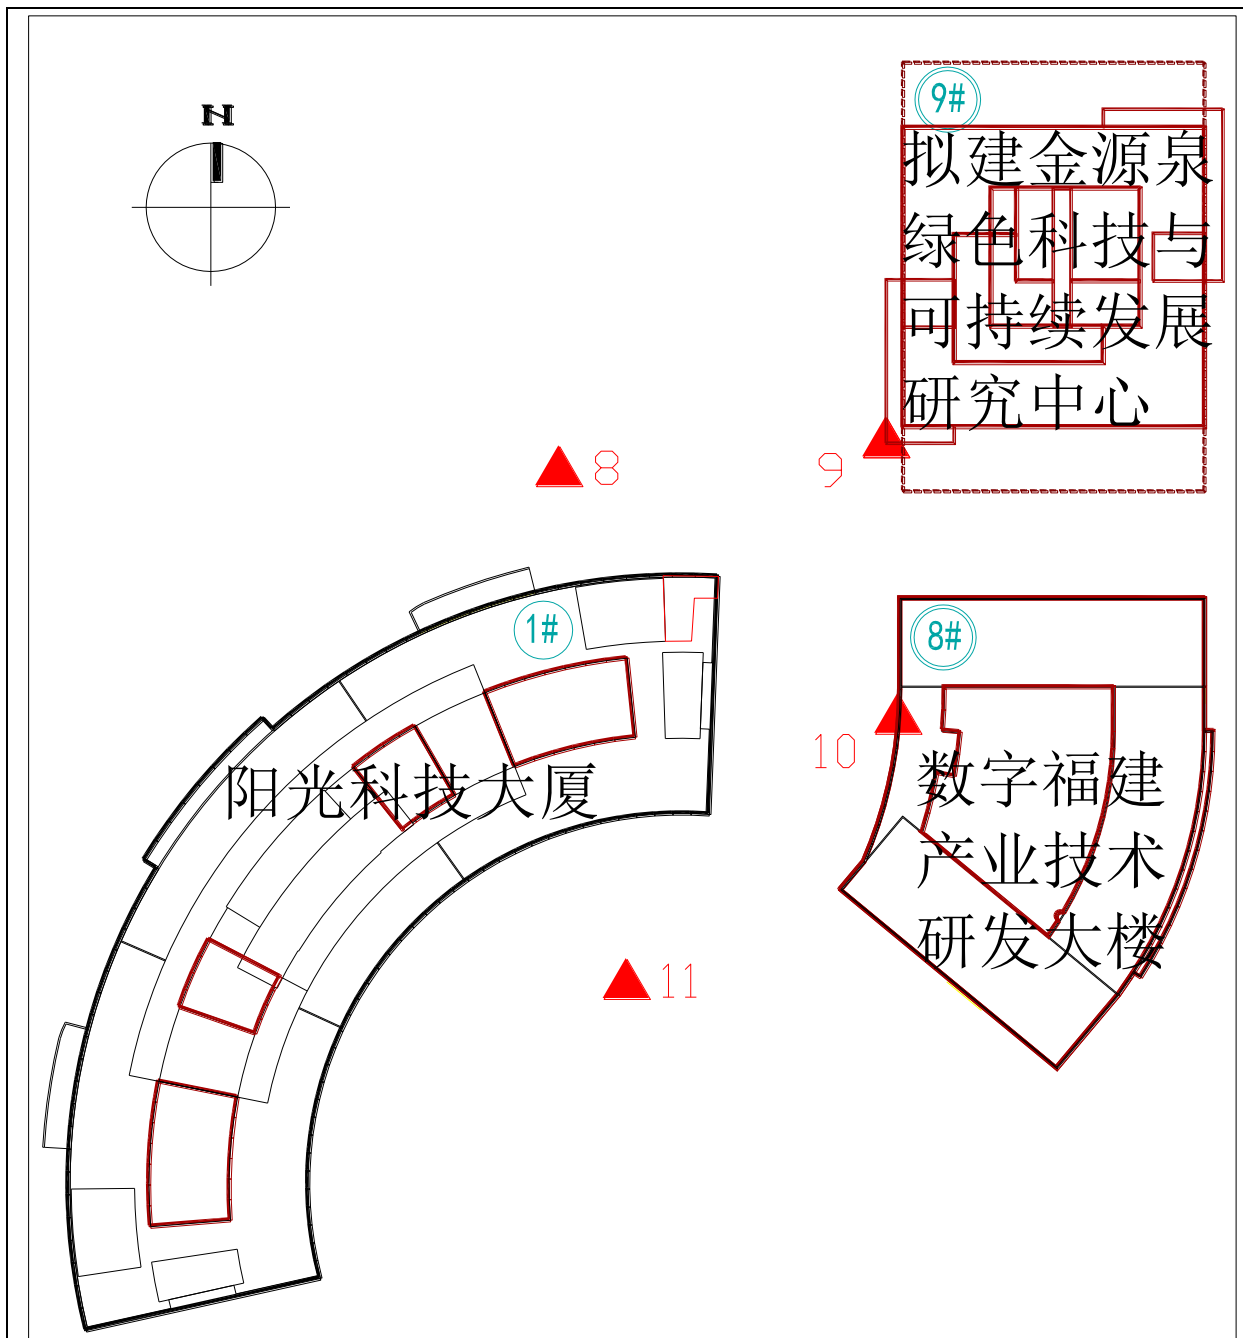 N
9#
拟建金源泉
绿色科技与
可持续发展
研究中心
8
9
1#
8#
10
阳光科技大厦
数字福建
产业技术
研发大楼
11